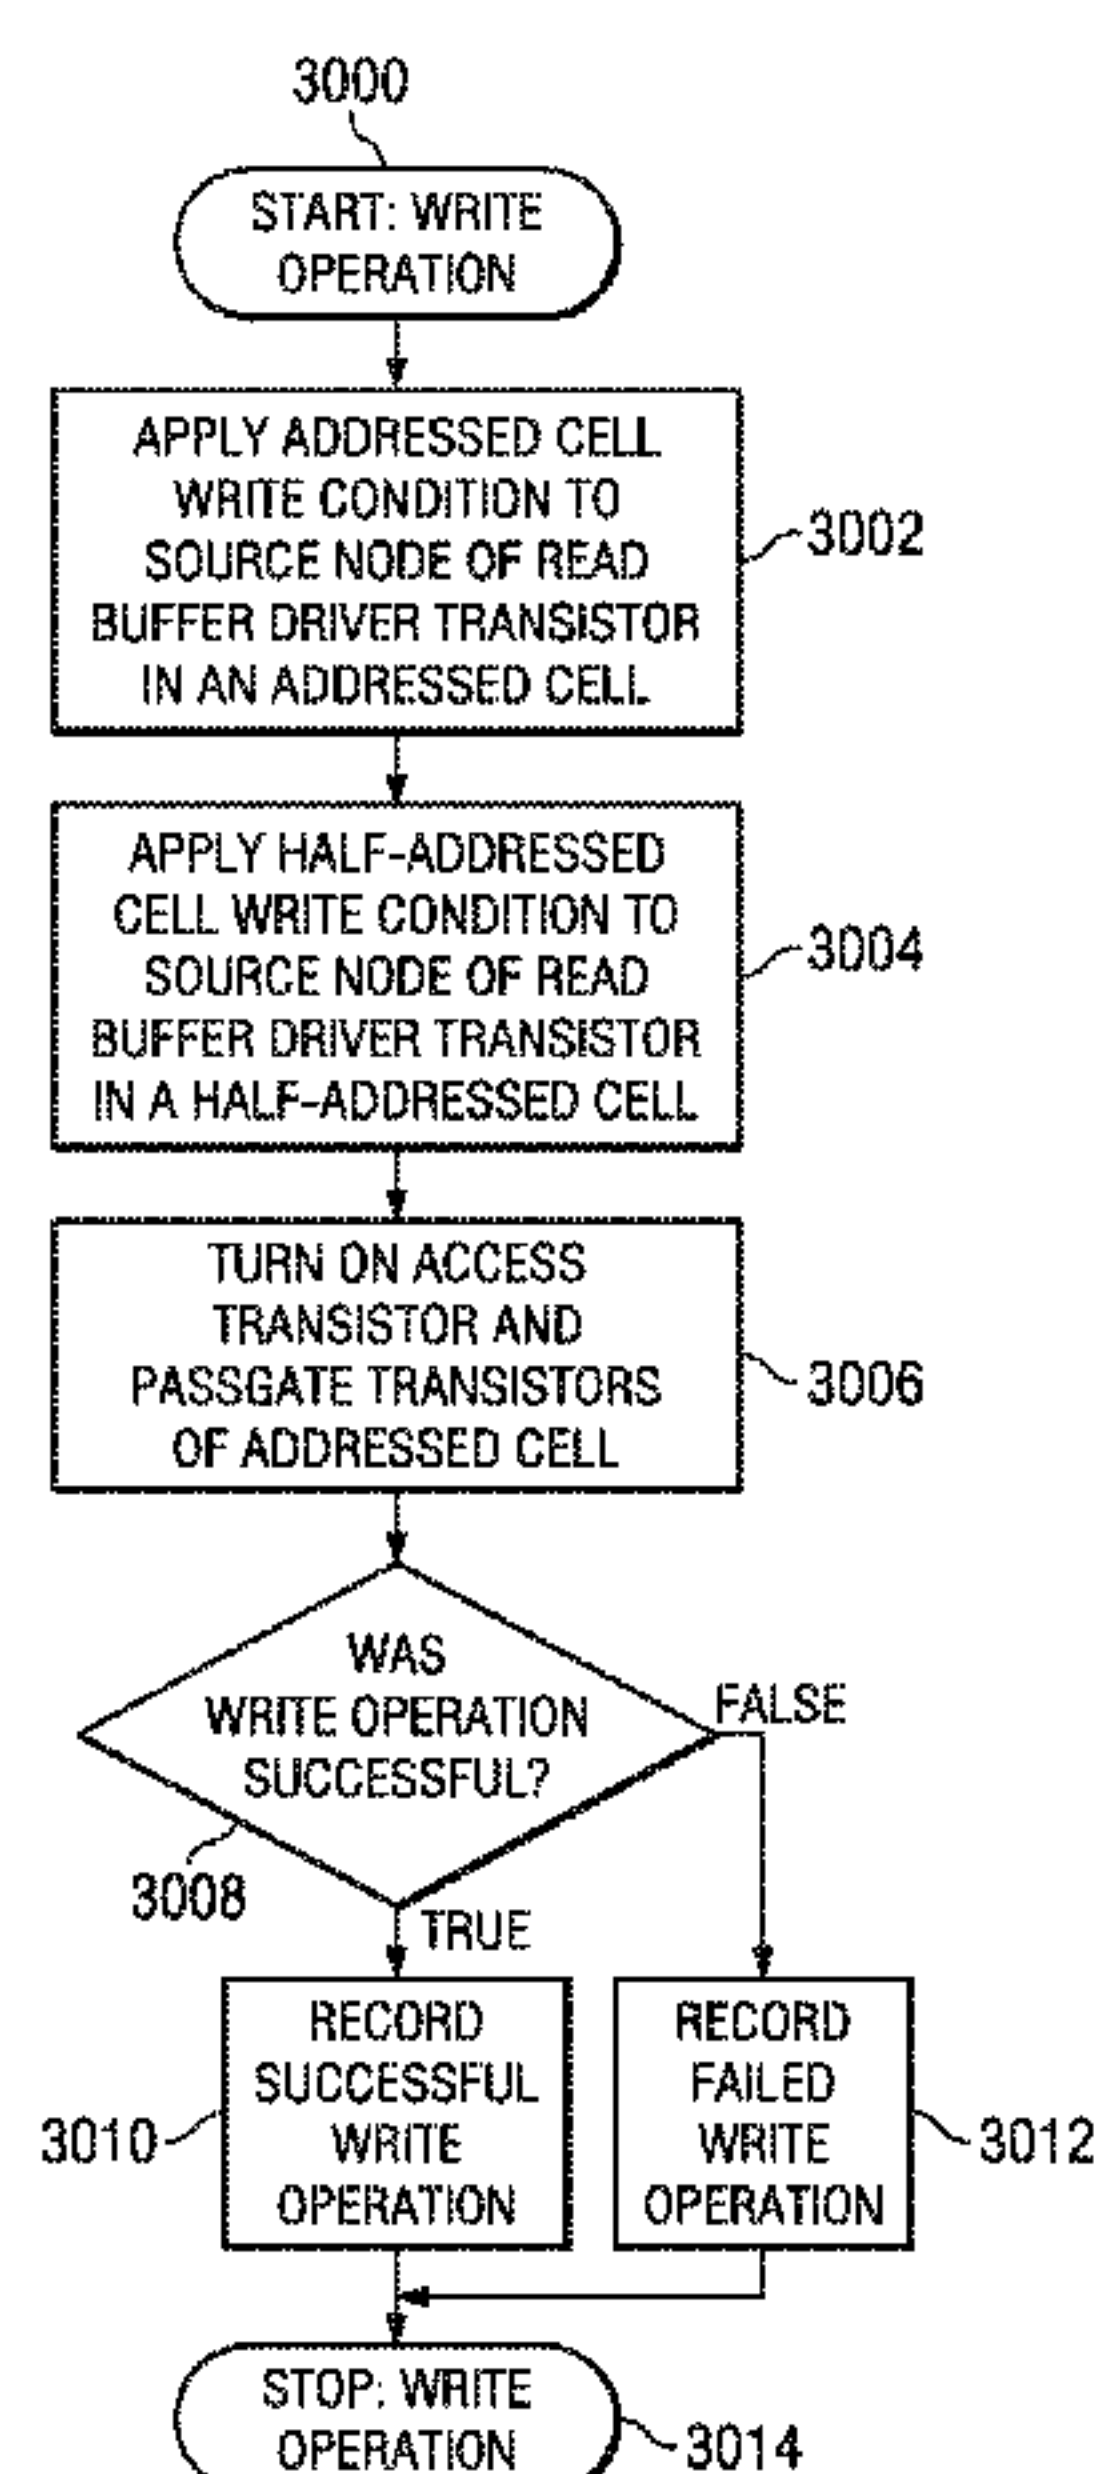 3000
START: WRITE
OPERATION
APPLY ADDRESSED CELL
WRITE CONDITION TO
SOURCE NODE OF READ
BUFFER DRIVER TRANSISTOR
IN AN ADDRESSED CELL
3002
APPLY HALF-ADDRESSED
CELL WRITE CONDITION TO
SOURCE NODE OF READ
BUFFER DRIVER TRANSISTOR
IN A HALF-ADDRESSED CELL
3004
TURN ON ACCESS
TRANSISTOR AND
PASSGATE TRANSISTORS
OF ADDRESSED CELL
3006
WAS
WRITE OPERATION
SUCCESSFUL?
FALSE
3008
TRUE
RECORD
SUCCESSFUL
WRITE
OPERATION
3010
RECORD
FAILED
WRITE
OPERATION
3012
STOP: WRITE
OPERATION
3014